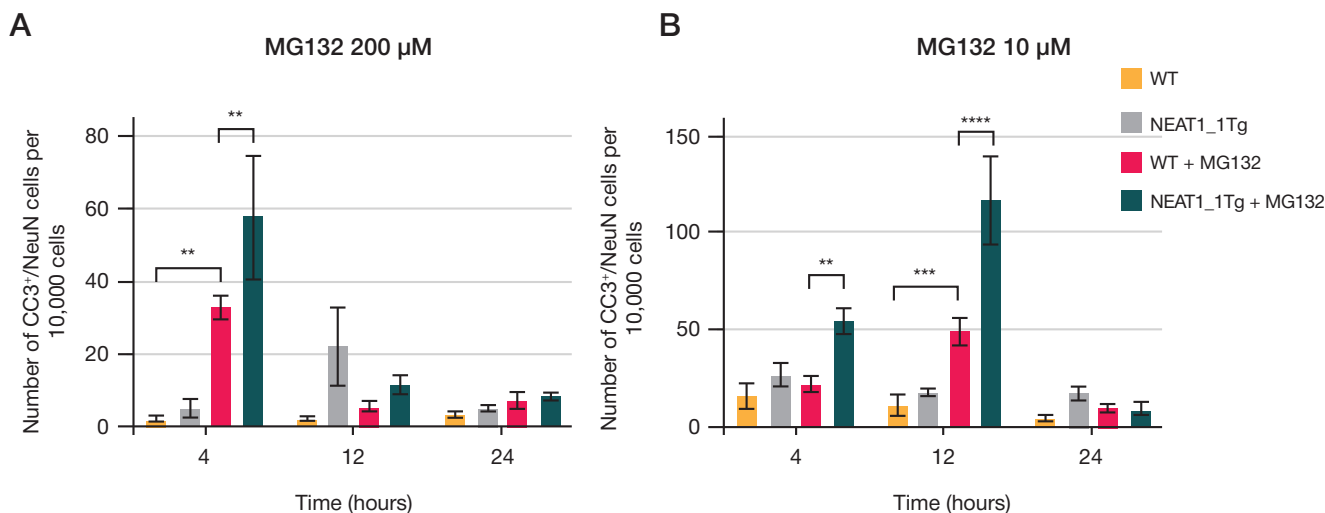 A
MG132 200 µM
Number of CC3⁺/NeuN cells per
10,000 cells
80
60
40
20
0
**
**
4
12
24
Time (hours)
B
MG132 10 µM
Number of CC3⁺/NeuN cells per
10,000 cells
150
100
50
0
**
***
****
4
12
24
Time (hours)
WT
NEAT1_1Tg
WT + MG132
NEAT1_1Tg + MG132